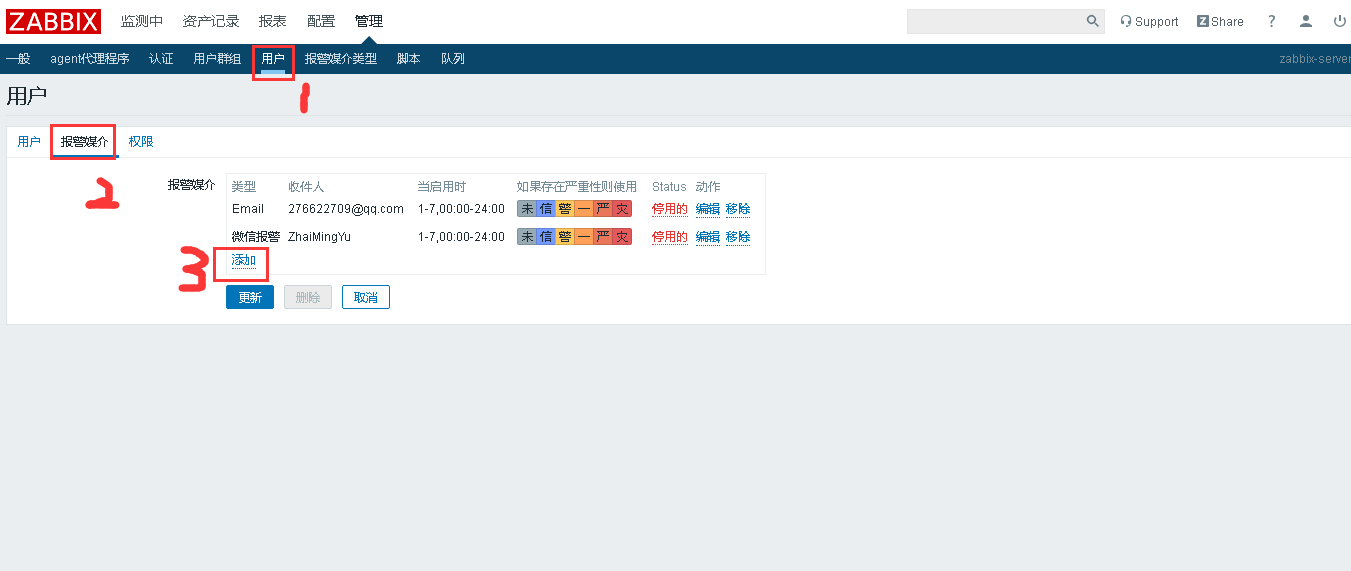 ZABBIX 监测中 资产记录 报表 配置 管理 Support Z Share ?
一般 agent代理程序 认证 用户群组 用户 报警媒介类型 脚本 队列 zabbix-server
1
用户
用户 报警媒介 权限
2
报警媒介 类型 收件人 当启用时 如果存在严重性则使用 Status 动作
Email 276622709@qq.com 1-7,00:00-24:00 未 信 警 一 严 灾 停用的 编辑 移除
微信报警 ZhaiMingYu 1-7,00:00-24:00 未 信 警 一 严 灾 停用的 编辑 移除
3 添加
更新 删除 取消